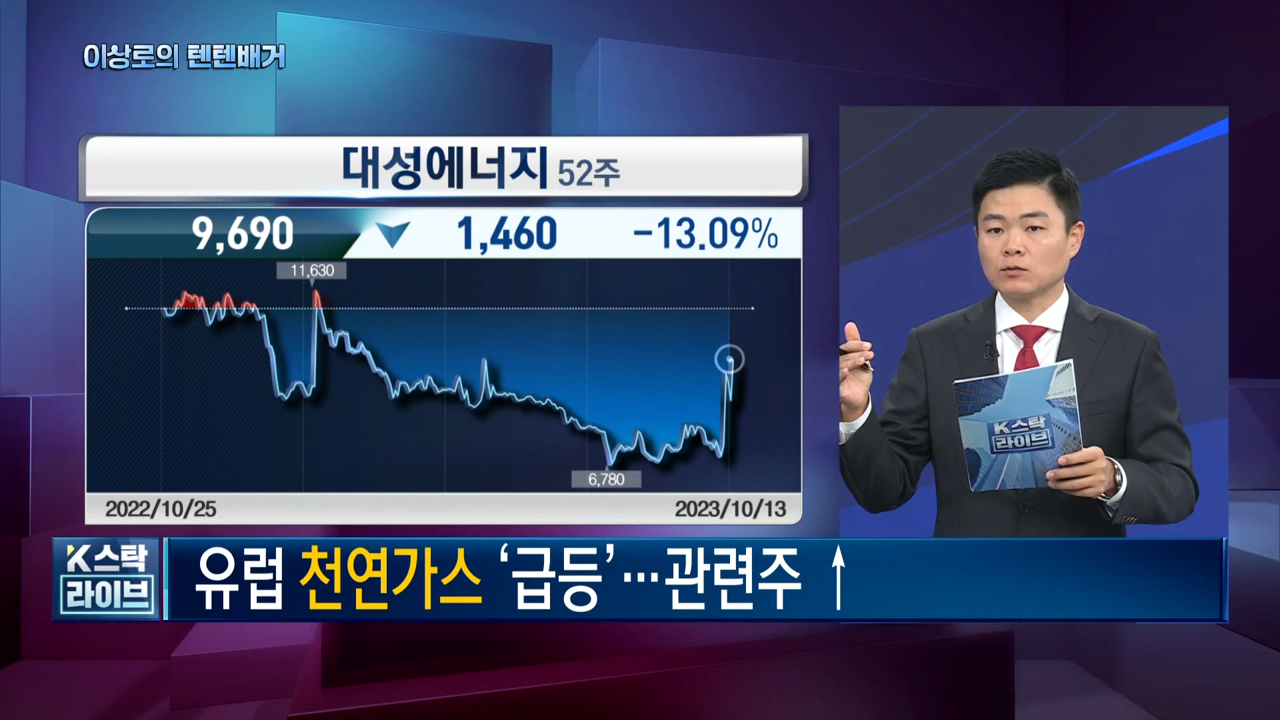 이상로의 텐텐배거
대성에너지 52주
9,690 ▼ 1,460 -13.09%
11,630
6,780
2022/10/25 2023/10/13
K스탁
라이브
K스탁
라이브
유럽 천연가스 ‘급등’…관련주 ↑